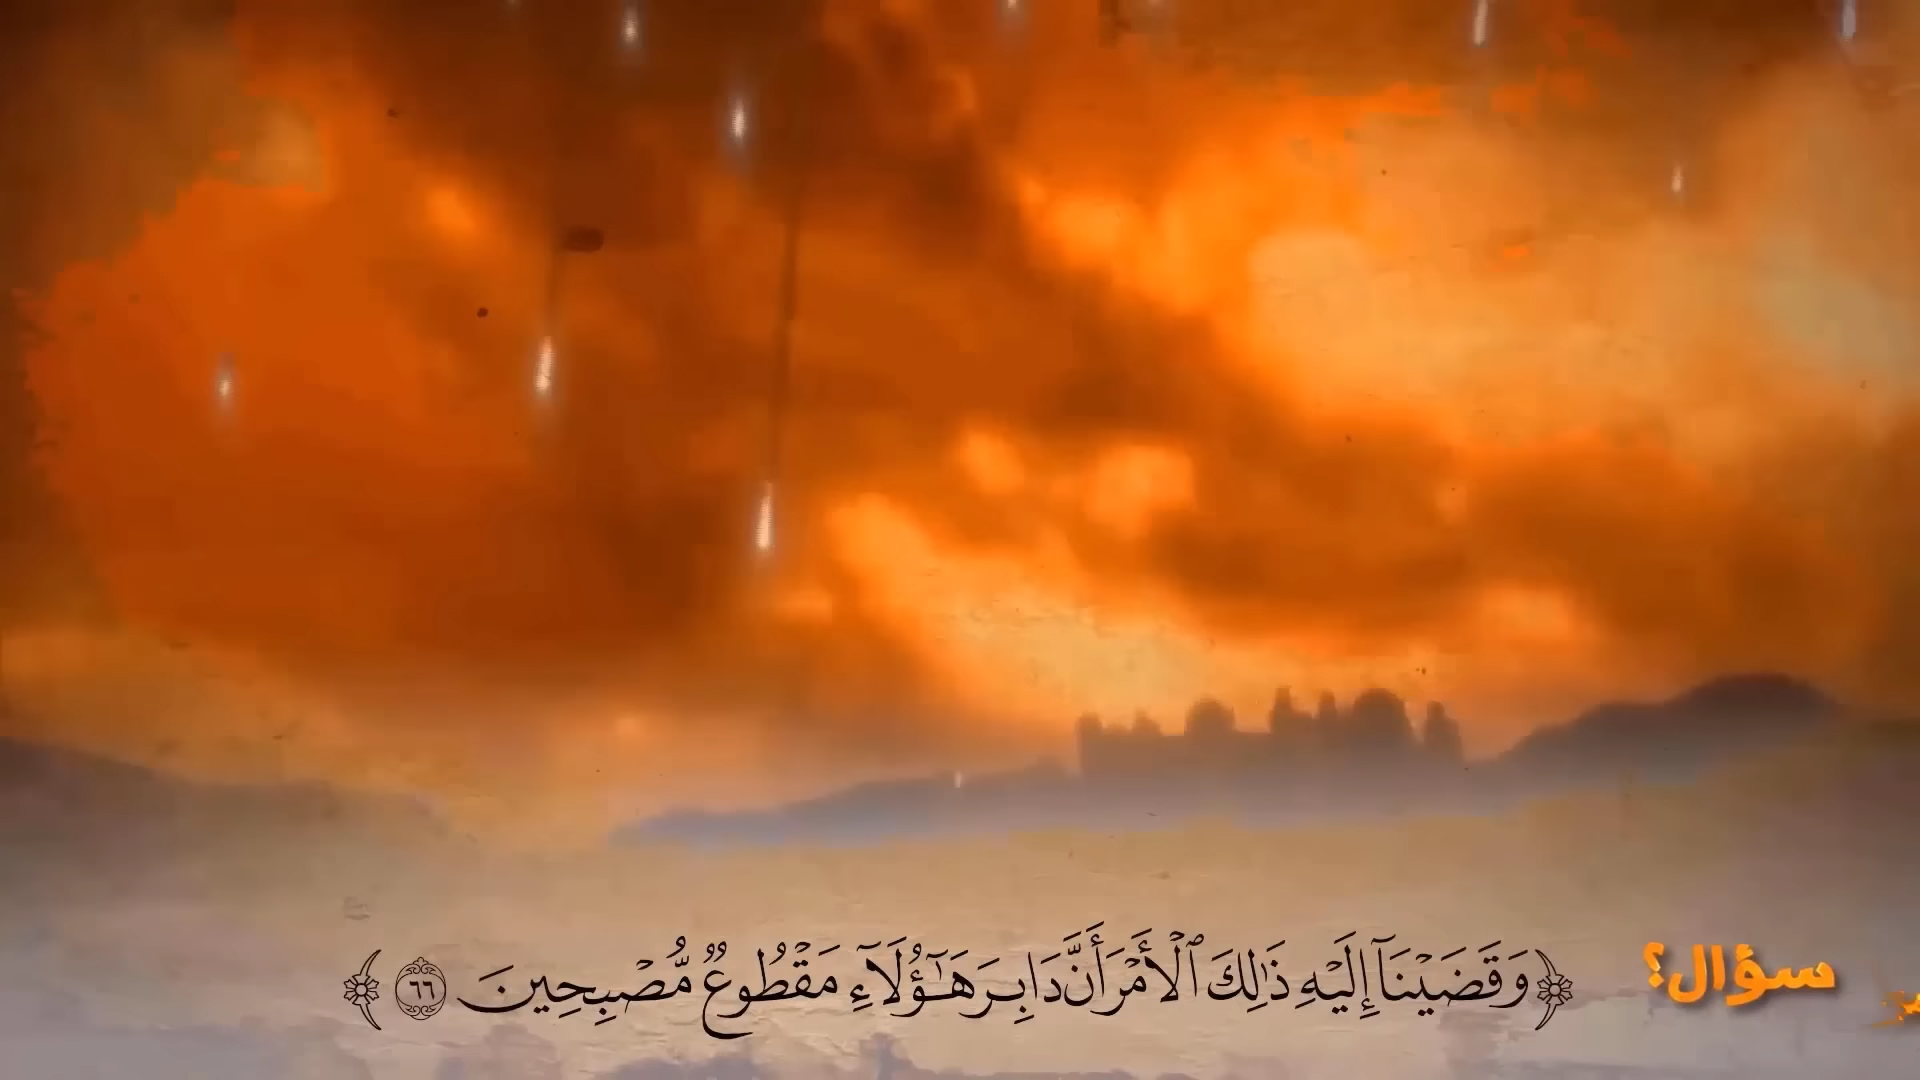 ﴿وَقَضَيْنَآ إِلَيْهِ ذَٰلِكَ ٱلْأَمْرَ أَنَّ دَابِرَ هَـٰٓؤُلَآءِ مَقْطُوعٌ مُّصْبِحِينَ ٦٦﴾
سؤال؟